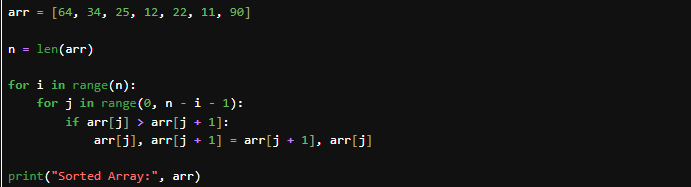 arr = [64, 34, 25, 12, 22, 11, 90]
n = len(arr)
for i in range(n):
    for j in range(0, n - i - 1):
        if arr[j] > arr[j + 1]:
            arr[j], arr[j + 1] = arr[j + 1], arr[j]
print("Sorted Array:", arr)